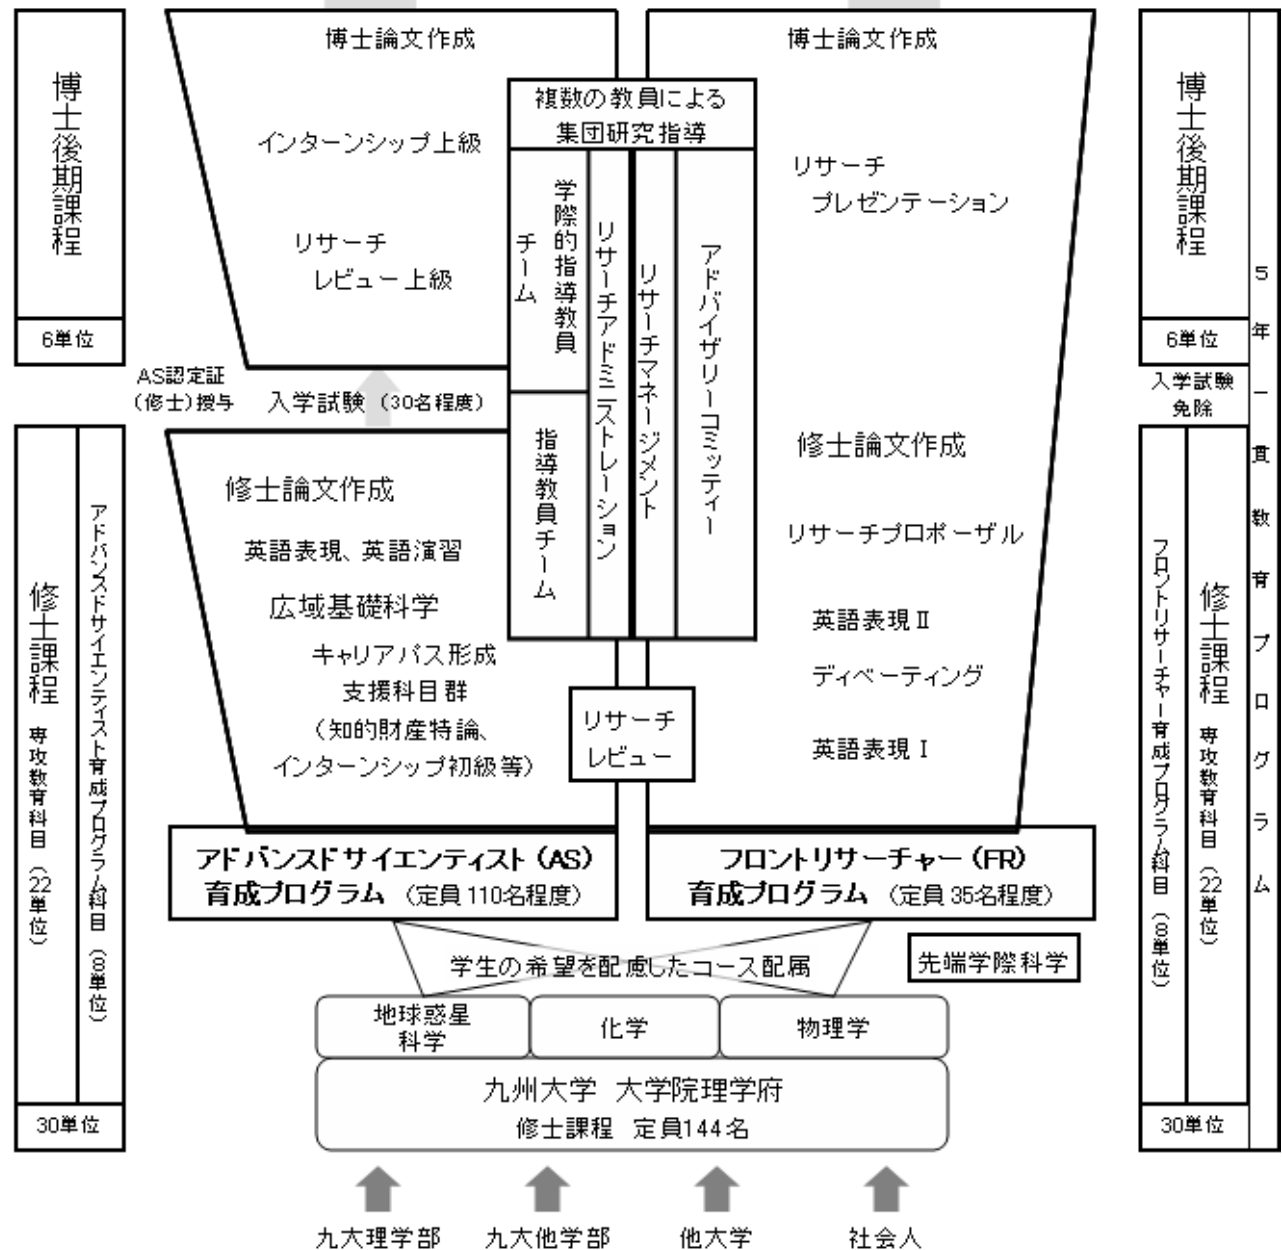 博士後期課程
6単位
修士課程 専攻教育科目 (22単位)
アドバンスドサイエンティスト育成プログラム科目 (8単位)
30単位
博士論文作成
インターンシップ上級
リサーチ
レビュー上級
AS認定証
(修士)授与
入学試験 (30名程度)
修士論文作成
英語表現、英語演習
広域基礎科学
キャリアパス形成
支援科目群
(知的財産特論、
インターンシップ初級等)
複数の教員による
集団研究指導
学際的指導教員
チーム
指導教員チーム
リサーチアドミニストレーション
リサーチマネージメント
アドバイザリーコミッティー
リサーチ
レビュー
博士論文作成
リサーチ
プレゼンテーション
修士論文作成
リサーチプロポーザル
英語表現Ⅱ
ディベーティング
英語表現Ⅰ
アドバンスドサイエンティスト(AS)
育成プログラム (定員110名程度)
フロントリサーチャー(FR)
育成プログラム (定員35名程度)
学生の希望を配慮したコース配属
先端学際科学
地球惑星
科学
化学
物理学
九州大学 大学院理学府
修士課程 定員144名
九大理学部
九大他学部
他大学
社会人
博士後期課程
6単位
入学試験
免除
フロントリサーチャー育成プログラム科目 (8単位)
修士課程 専攻教育科目 (22単位)
30単位
5年一貫教育プログラム